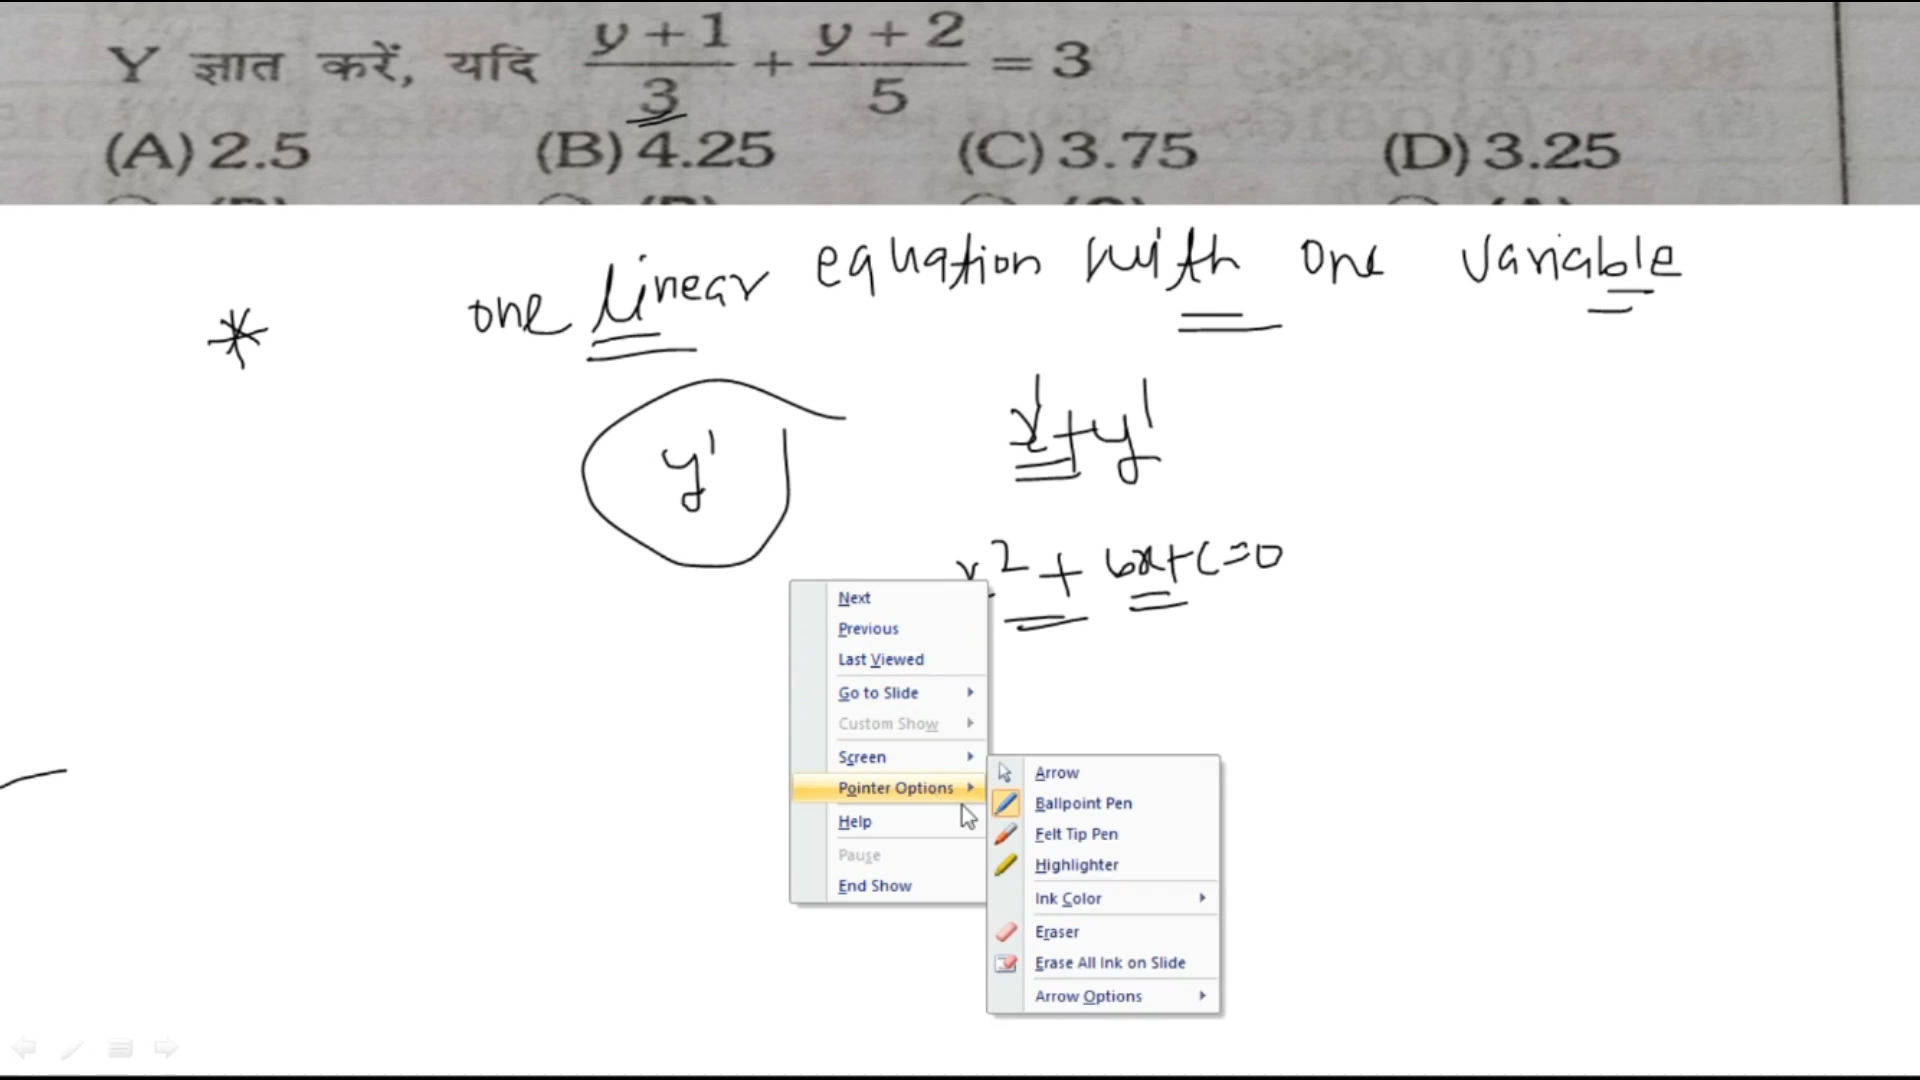 Y ज्ञात करें, यदि (y + 1)/3 + (y + 2)/5 = 3
(A) 2.5 (B) 4.25 (C) 3.75 (D) 3.25
* one linear equation with one variable
y¹ x¹+y¹
x² + bx+c=0
Next
Previous
Last Viewed
Go to Slide
Custom Show
Screen
Pointer Options
Help
Pause
End Show
Arrow
Ballpoint Pen
Felt Tip Pen
Highlighter
Ink Color
Eraser
Erase All Ink on Slide
Arrow Options